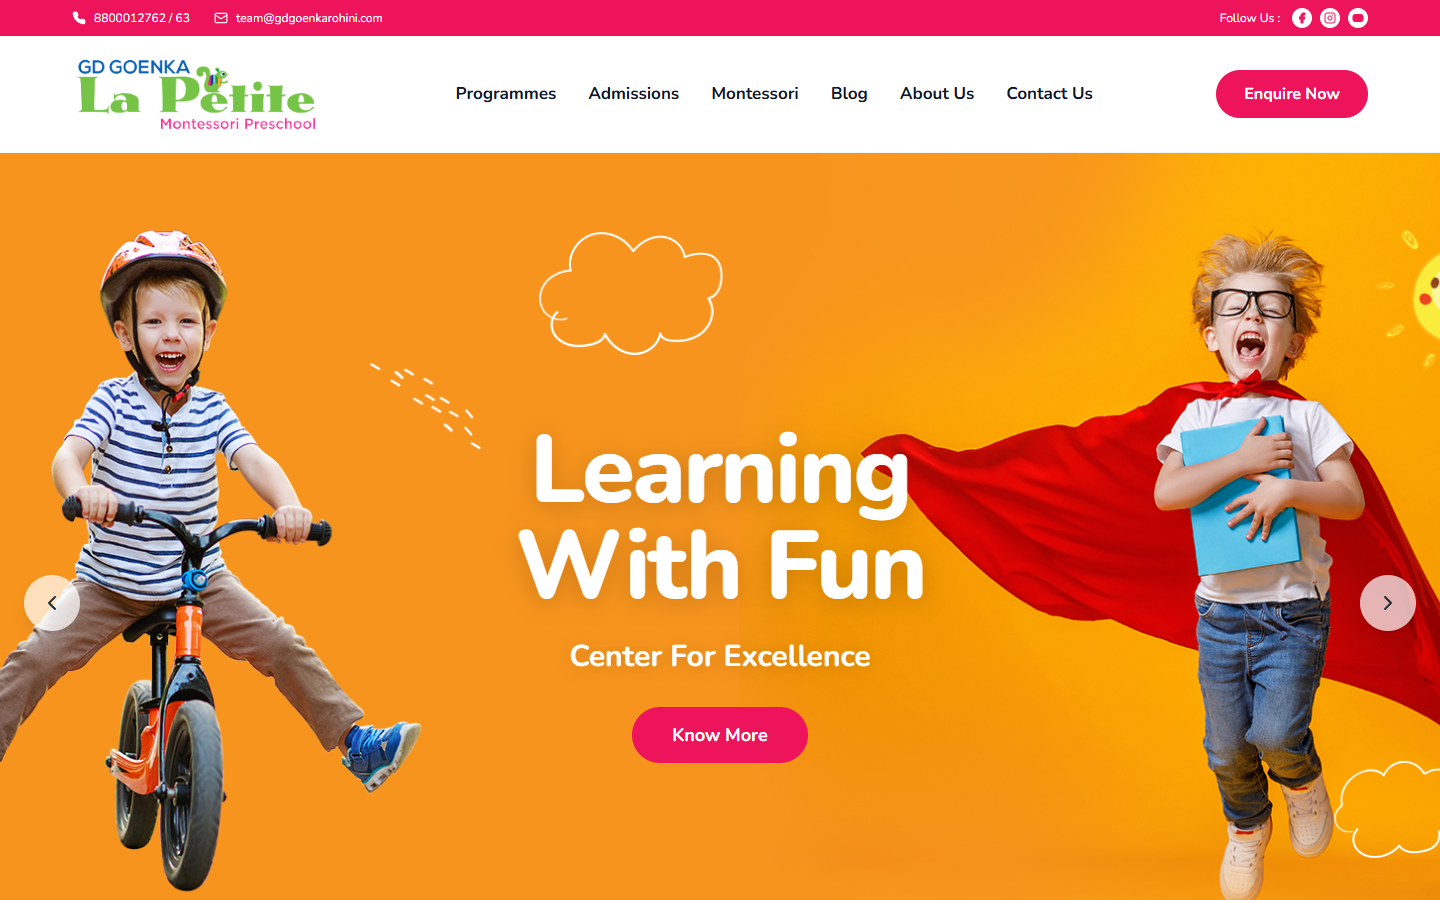 8800012762 / 63
team@gdgoenkarohini.com
Follow Us :
GD GOENKA
La Petite
Montessori Preschool
Programmes
Admissions
Montessori
Blog
About Us
Contact Us
Enquire Now
Learning
With Fun
Center For Excellence
Know More